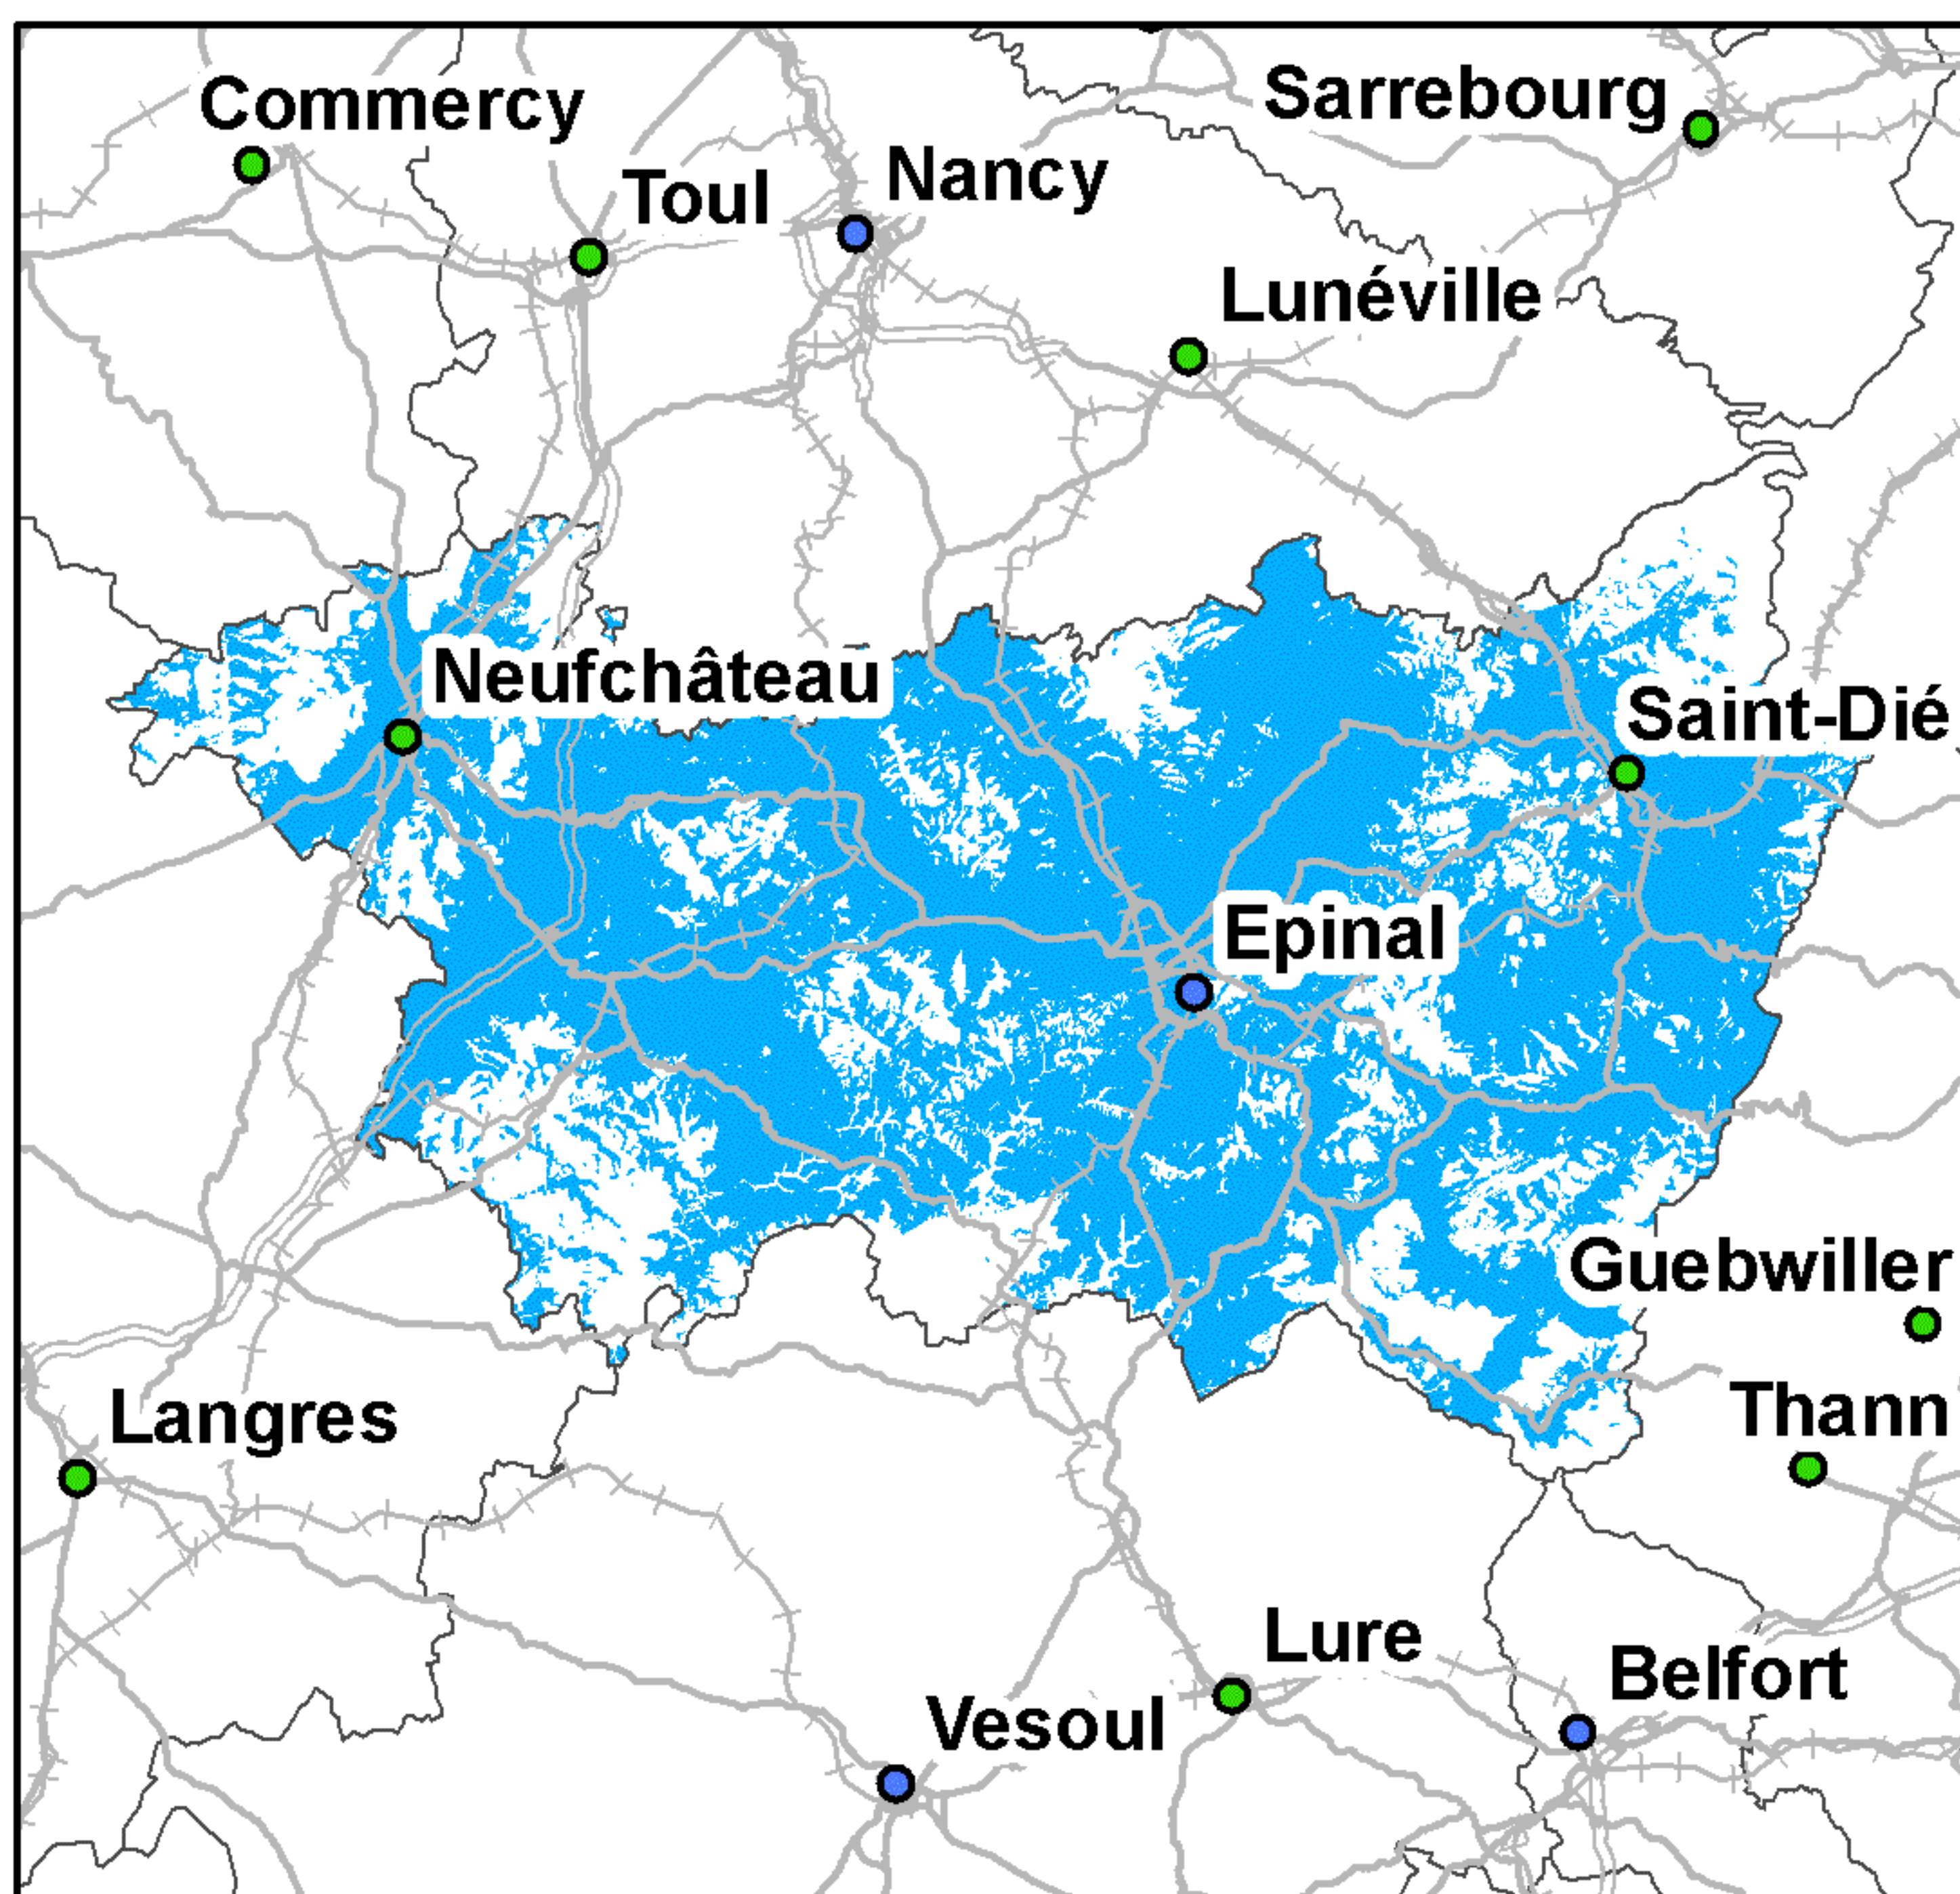 Commercy
Sarrebourg
Nancy
Toul
Lunéville
Neufchâteau
Saint-Dié
Epinal
Guebwiller
Thann
Langres
Lure
Belfort
Vesoul